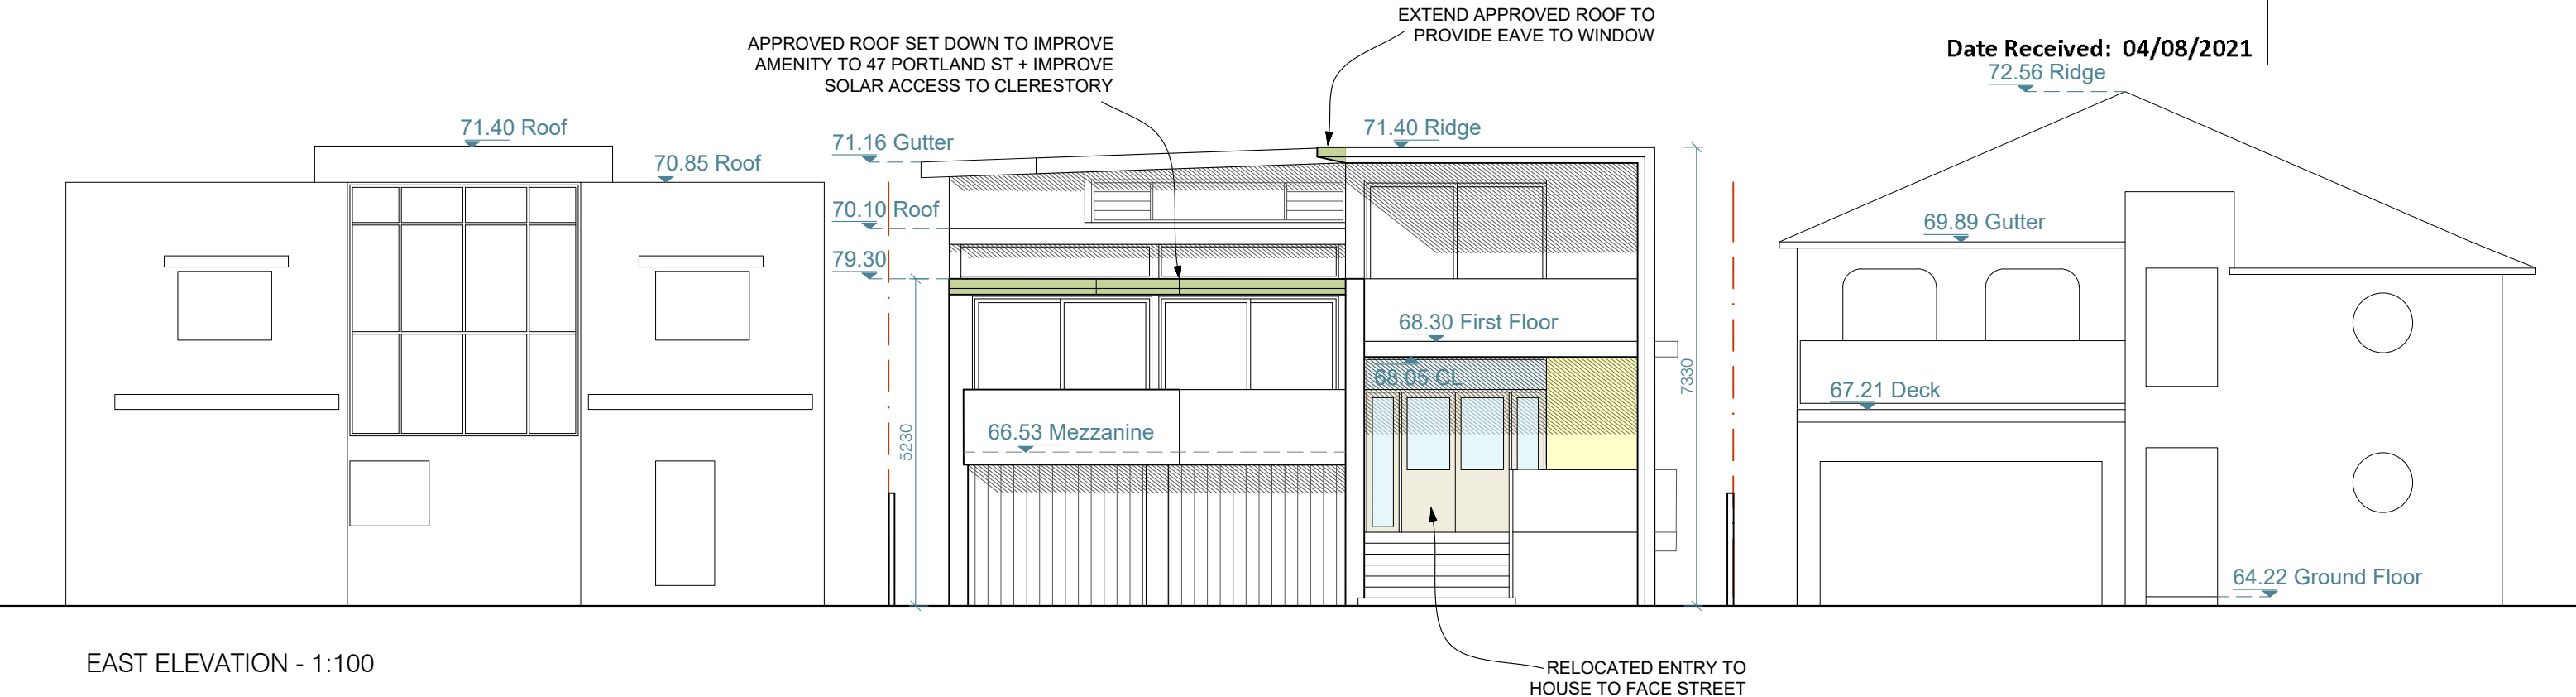 EXTEND APPROVED ROOF TO
PROVIDE EAVE TO WINDOW
APPROVED ROOF SET DOWN TO IMPROVE
AMENITY TO 47 PORTLAND ST + IMPROVE
SOLAR ACCESS TO CLERESTORY
Date Received: 04/08/2021
72.56 Ridge
71.40 Roof
70.85 Roof
71.16 Gutter
71.40 Ridge
70.10 Roof
79.30
69.89 Gutter
68.30 First Floor
68.05 CL
7330
67.21 Deck
66.53 Mezzanine
5230
64.22 Ground Floor
EAST ELEVATION - 1:100
RELOCATED ENTRY TO
HOUSE TO FACE STREET